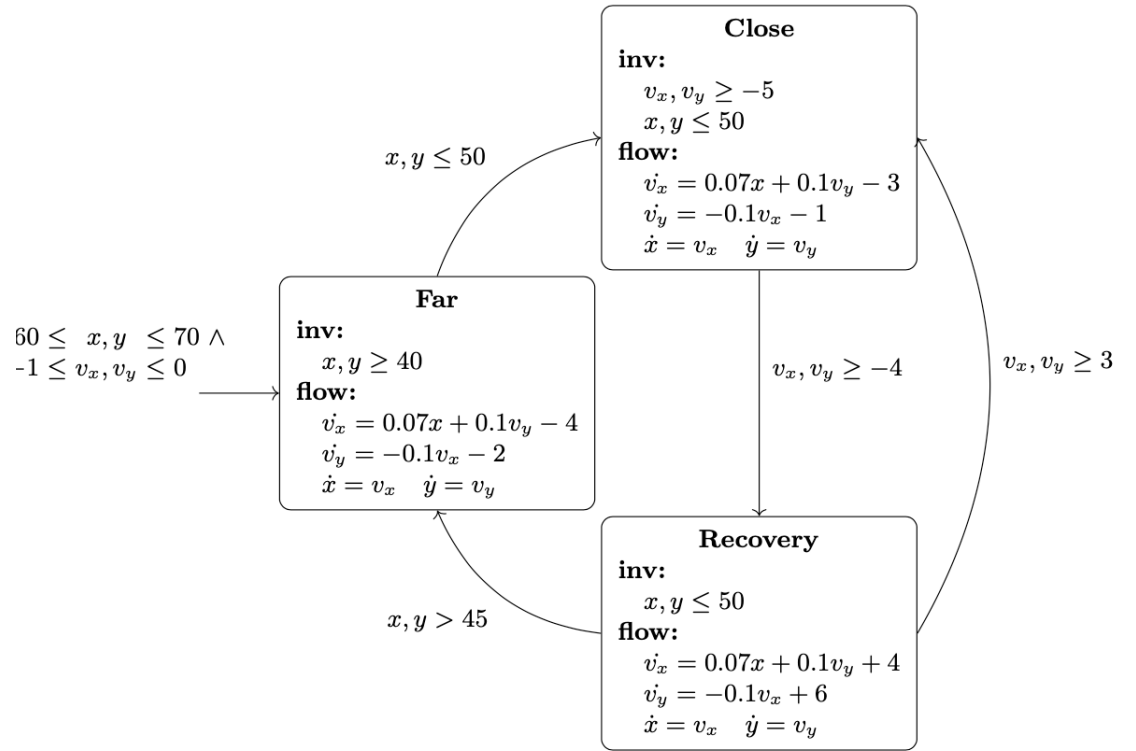 Close
inv:
v_x, v_y ≥ −5
x, y ≤ 50
flow:
v̇_x = 0.07x + 0.1v_y − 3
v̇_y = −0.1v_x − 1
ẋ = v_x ẏ = v_y
x, y ≤ 50
Far
inv:
x, y ≥ 40
flow:
v̇_x = 0.07x + 0.1v_y − 4
v̇_y = −0.1v_x − 2
ẋ = v_x ẏ = v_y
60 ≤ x, y ≤ 70 ∧
−1 ≤ v_x, v_y ≤ 0
v_x, v_y ≥ −4
v_x, v_y ≥ 3
Recovery
inv:
x, y ≤ 50
flow:
v̇_x = 0.07x + 0.1v_y + 4
v̇_y = −0.1v_x + 6
ẋ = v_x ẏ = v_y
x, y > 45